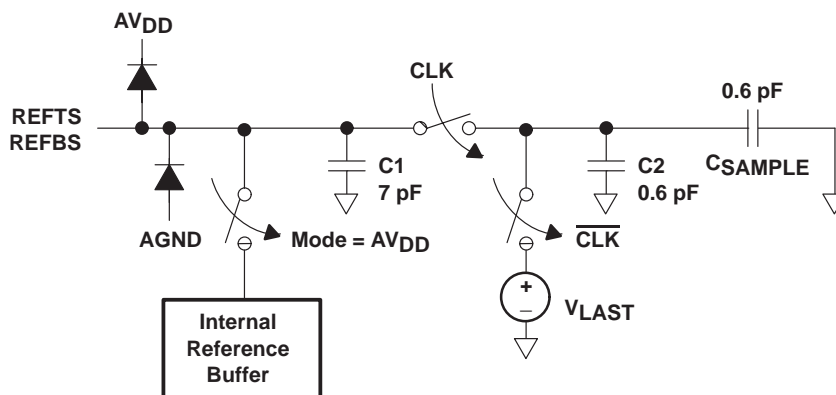 AVDD
CLK
0.6 pF
REFTS
REFBS
C1
7 pF
C2
0.6 pF
CSAMPLE
AGND
Mode = AVDD
CLK
+
–
VLAST
Internal
Reference
Buffer